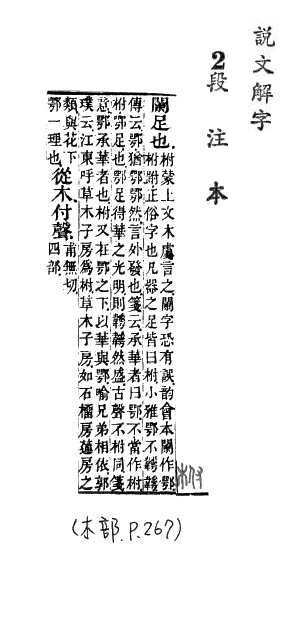 說文解字
2段注本
柎
闌足也。柎蒙上文木虡言之闌字恐有誤韵會本闌作鄂
柎跗正俗字也凡器之足皆曰柎小雅鄂不韡韡
傳云鄂猶鄂鄂然言外發也箋云承華者曰鄂不當作柎
柎鄂足也鄂足得華之光明則韡韡然盛古聲不柎同箋
意鄂承華者也柎又在鄂之下以華與鄂喻兄弟相依郭
璞云江東呼草木子房爲柎草木子房如石橊房蓮房之
類與花下
鄂一理也
從木付聲。
甫無切
四部
(木部.P.267)